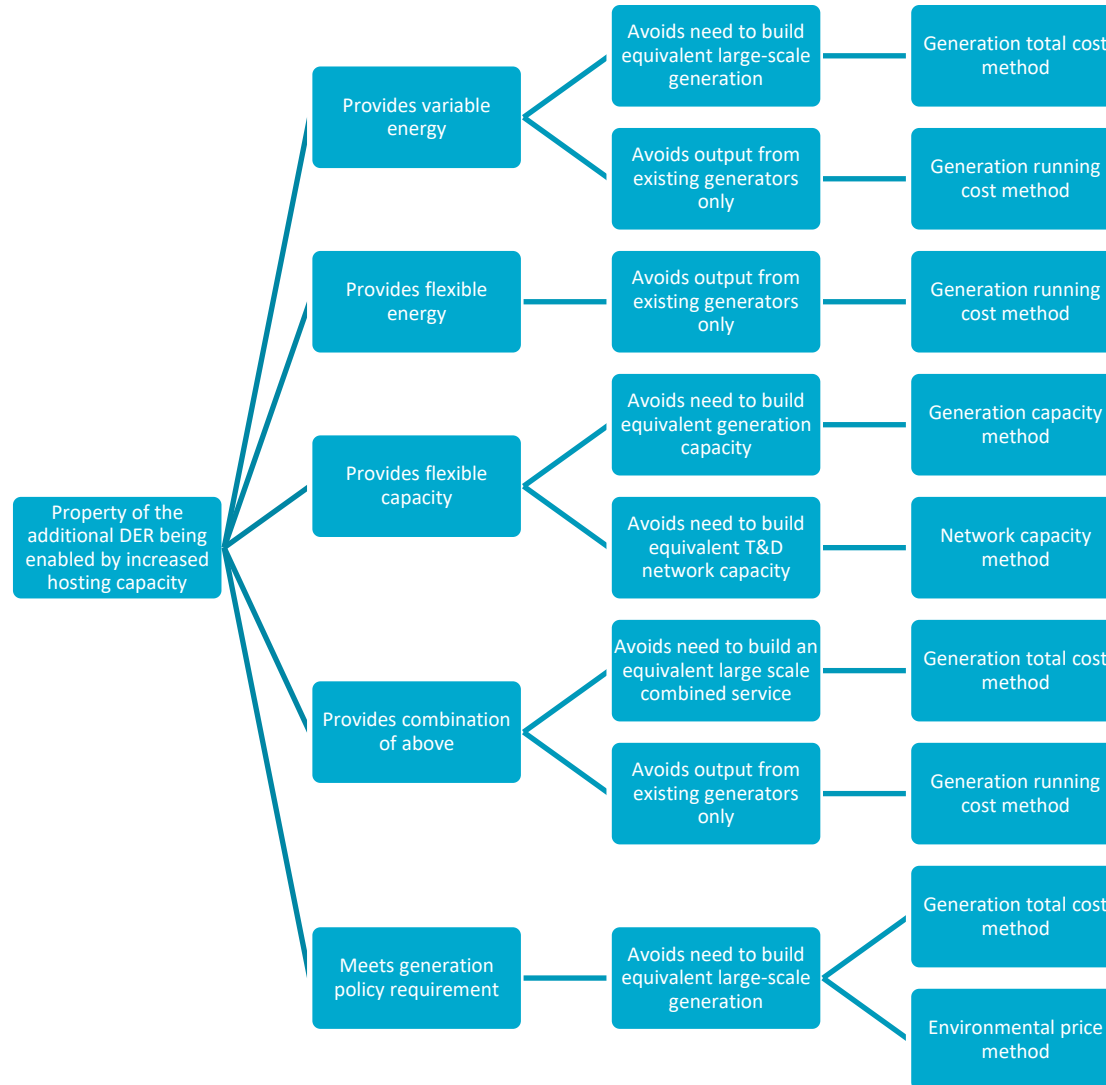 Property of the
additional DER being
enabled by increased
hosting capacity
Provides variable
energy
Avoids need to build
equivalent large-scale
generation
Generation total cost
method
Avoids output from
existing generators
only
Generation running
cost method
Provides flexible
energy
Avoids output from
existing generators
only
Generation running
cost method
Provides flexible
capacity
Avoids need to build
equivalent generation
capacity
Generation capacity
method
Avoids need to build
equivalent T&D
network capacity
Network capacity
method
Provides combination
of above
Avoids need to build an
equivalent large scale
combined service
Generation total cost
method
Avoids output from
existing generators
only
Generation running
cost method
Meets generation
policy requirement
Avoids need to build
equivalent large-scale
generation
Generation total cost
method
Environmental price
method